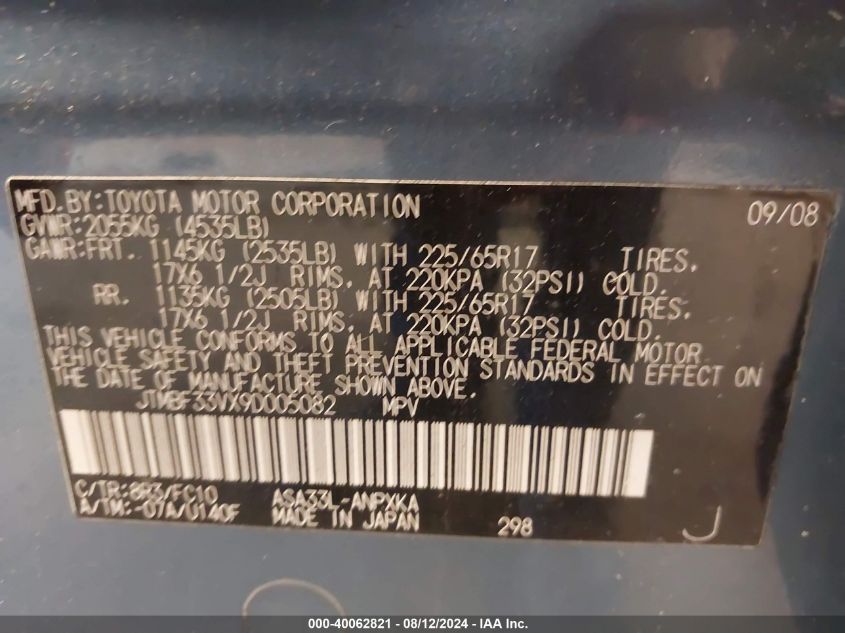 MFD.BY:TOYOTA MOTOR CORPORATION 09/08
GVWR:2055KG (4535LB)
GAWR:FRT. 1145KG (2535LB) WITH 225/65R17 TIRES,
17X6 1/2J RIMS, AT 220KPA (32PSI) COLD.
RR. 1135KG (2505LB) WITH 225/65R17 TIRES,
17X6 1/2J RIMS, AT 220KPA (32PSI) COLD.
THIS VEHICLE CONFORMS TO ALL APPLICABLE FEDERAL MOTOR
VEHICLE SAFETY AND THEFT PREVENTION STANDARDS IN EFFECT ON
THE DATE OF MANUFACTURE SHOWN ABOVE.
JTMBF33VX9D005082 MPV
C/TR:8R3/FC10 ASA33L-ANPXKA
A/TM:-07A/U140F MADE IN JAPAN 298 J
000-40062821 - 08/12/2024 - IAA Inc.